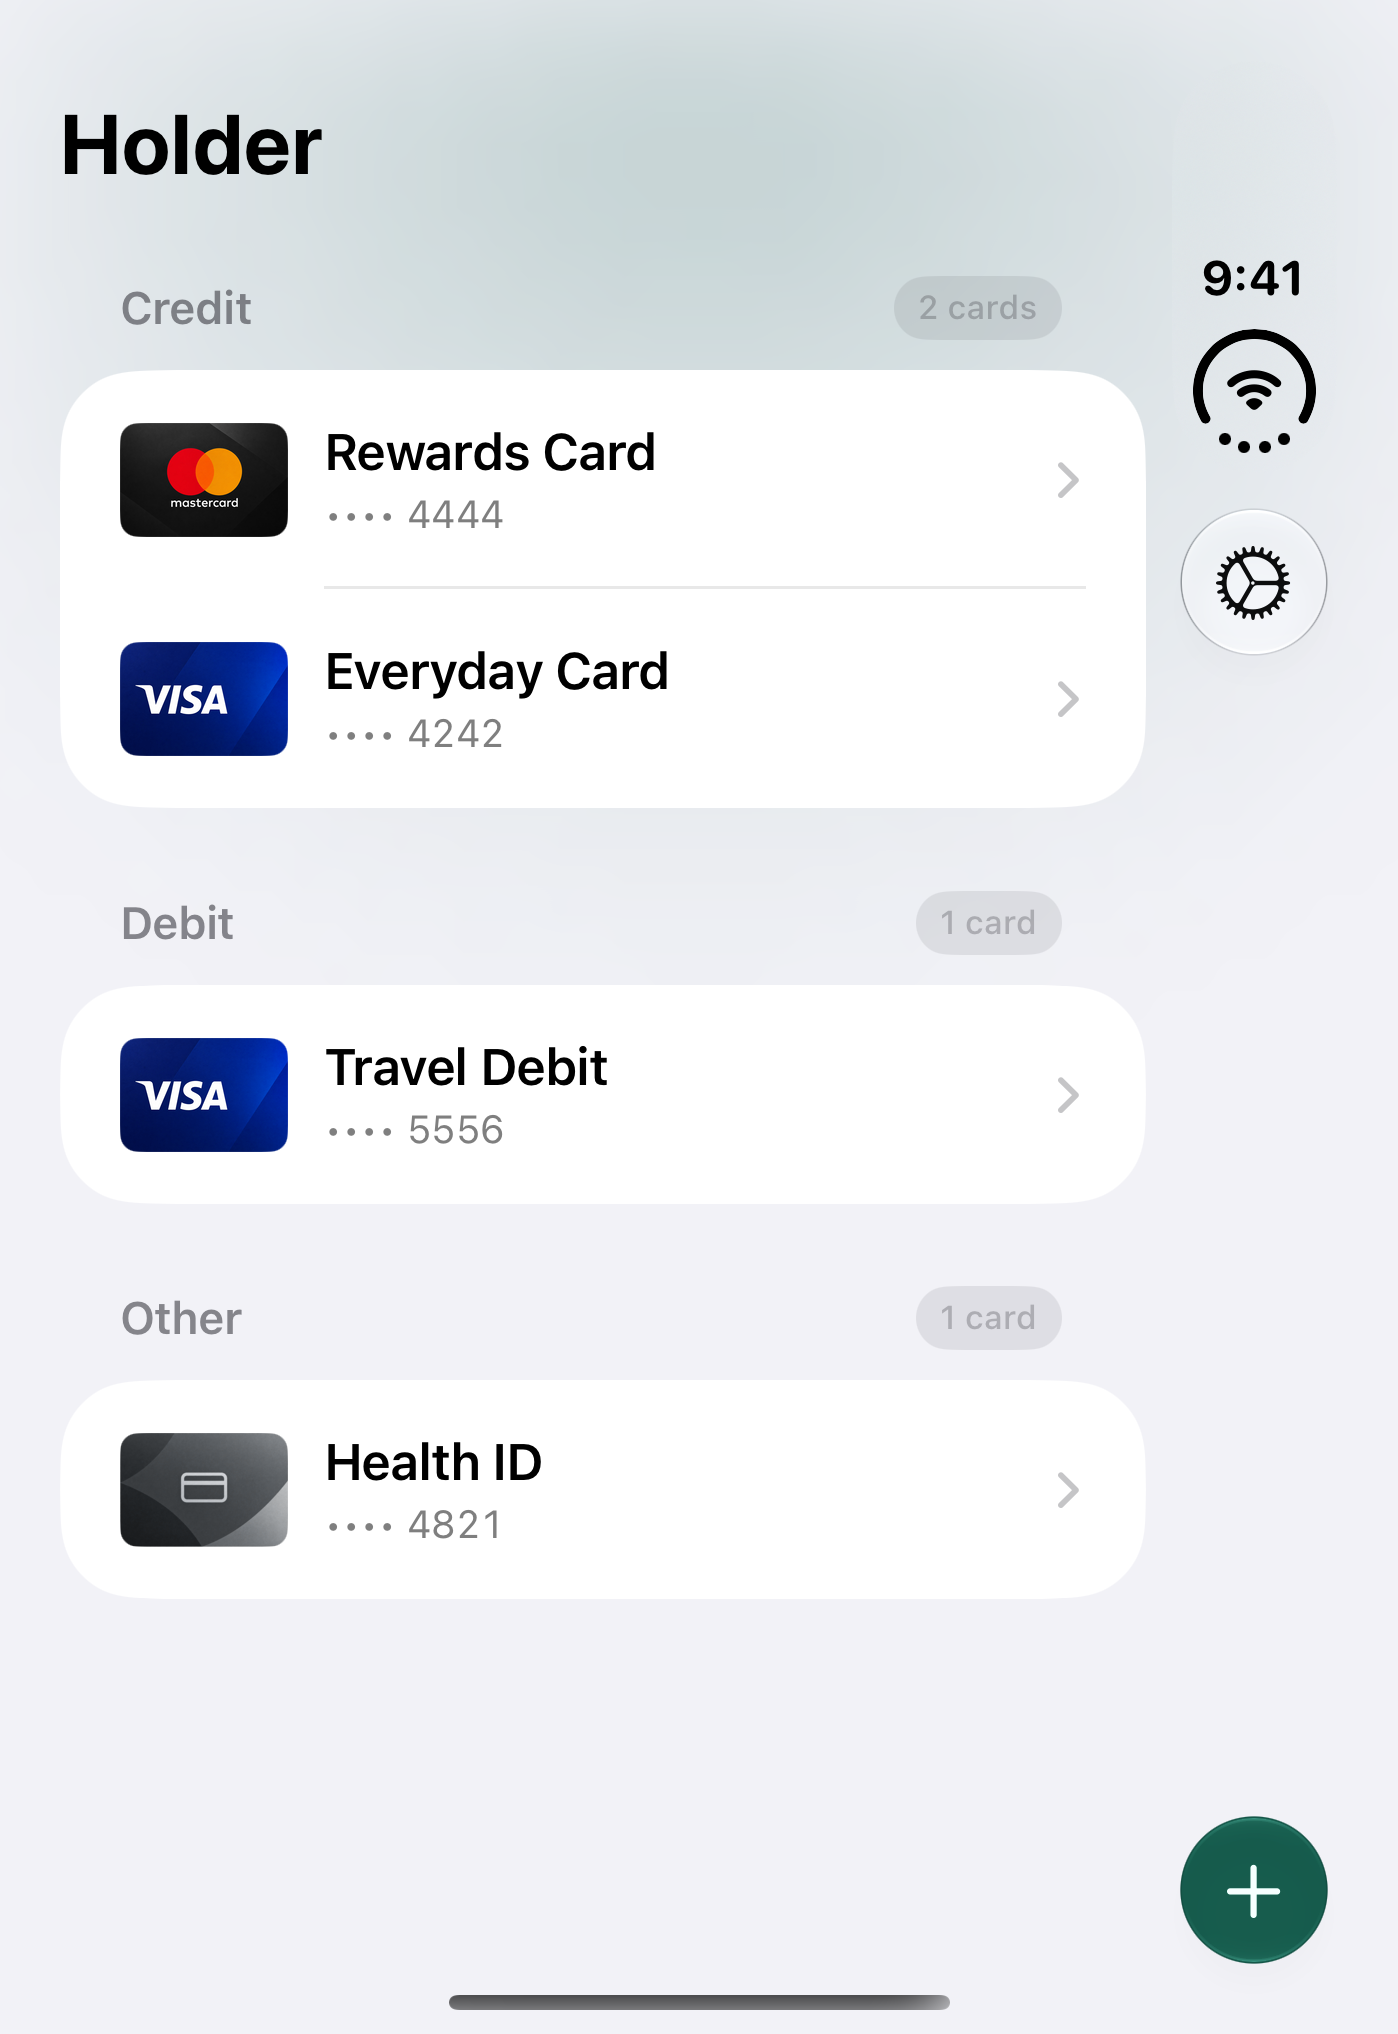 Holder
9:41
Credit
2 cards
mastercard
Rewards Card
•••• 4444
VISA
Everyday Card
•••• 4242
Debit
1 card
VISA
Travel Debit
•••• 5556
Other
1 card
Health ID
•••• 4821